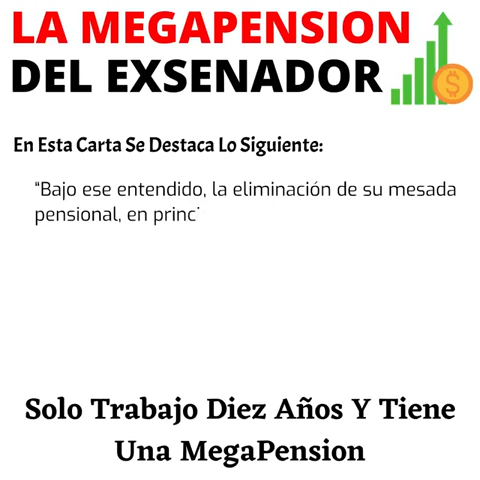 LA MEGAPENSION
DEL EXSENADOR
En Esta Carta Se Destaca Lo Siguiente:
“Bajo ese entendido, la eliminación de su mesada
pensional, en princ
Solo Trabajo Diez Años Y Tiene
Una MegaPension